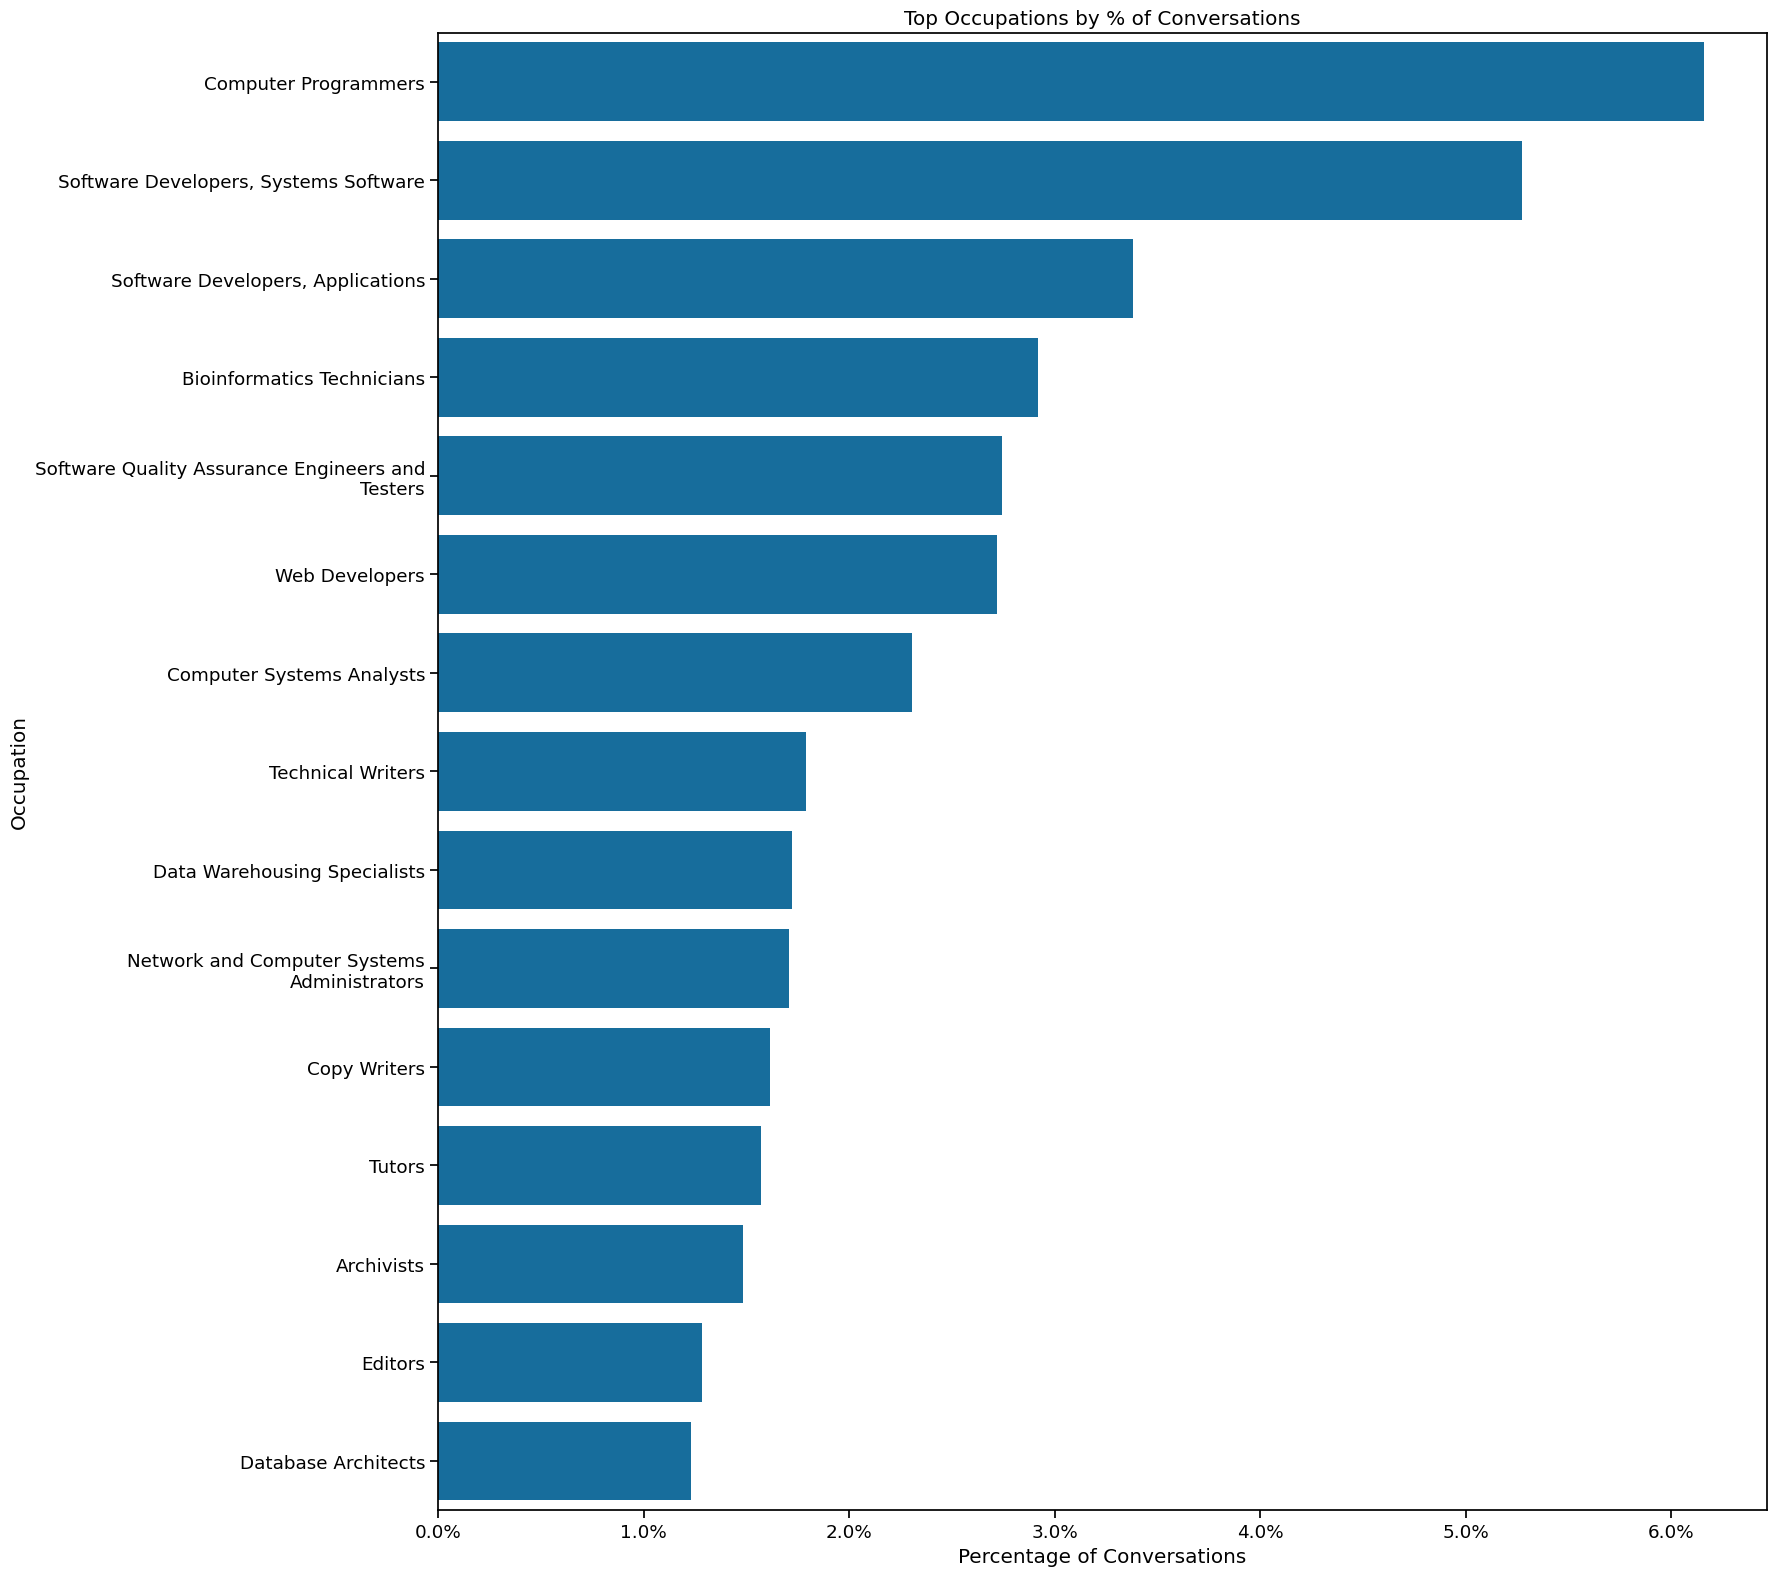 Top Occupations by % of Conversations
Computer Programmers
Software Developers, Systems Software
Software Developers, Applications
Bioinformatics Technicians
Software Quality Assurance Engineers and
Testers
Web Developers
Computer Systems Analysts
Technical Writers
Data Warehousing Specialists
Network and Computer Systems
Administrators
Copy Writers
Tutors
Archivists
Editors
Database Architects
Occupation
0.0% 1.0% 2.0% 3.0% 4.0% 5.0% 6.0%
Percentage of Conversations